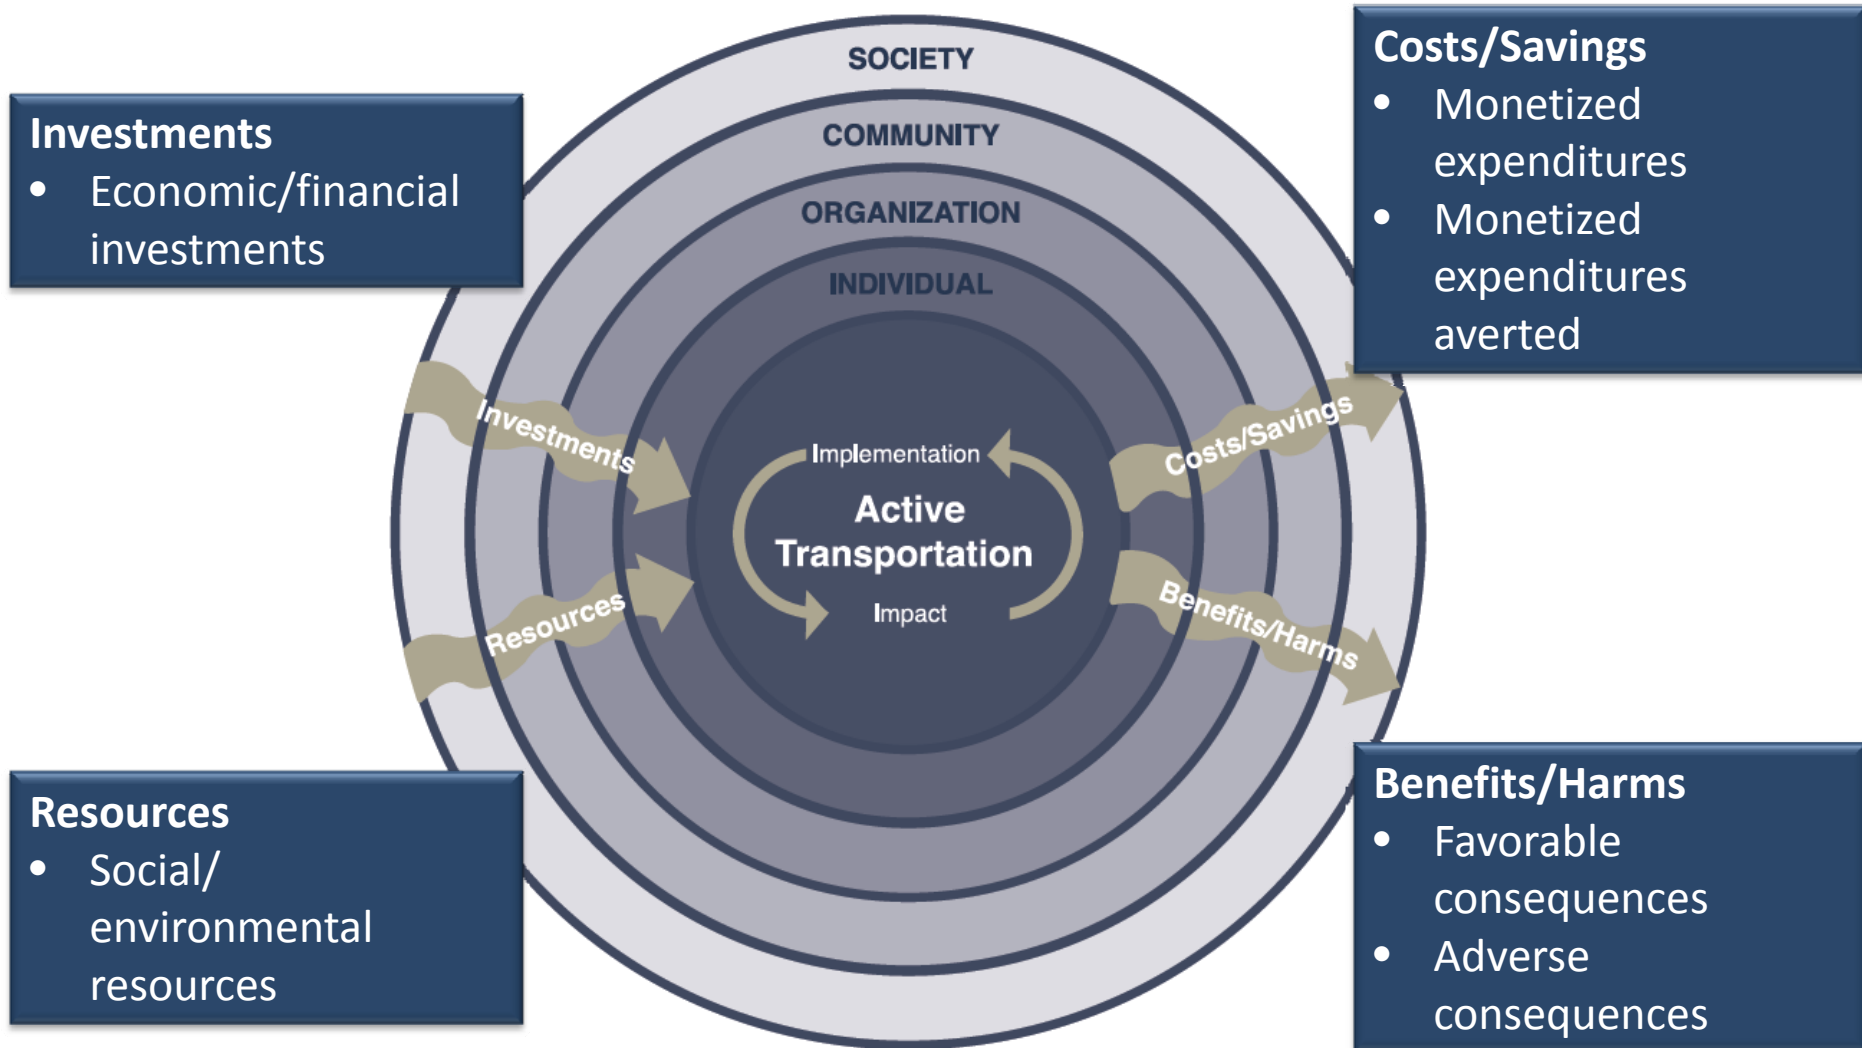 Investments
• Economic/financial
investments
Resources
• Social/
environmental
resources
SOCIETY
COMMUNITY
ORGANIZATION
INDIVIDUAL
Investments
Resources
Implementation
Active
Transportation
Impact
Costs/Savings
Benefits/Harms
Costs/Savings
• Monetized
expenditures
• Monetized
expenditures
averted
Benefits/Harms
• Favorable
consequences
• Adverse
consequences